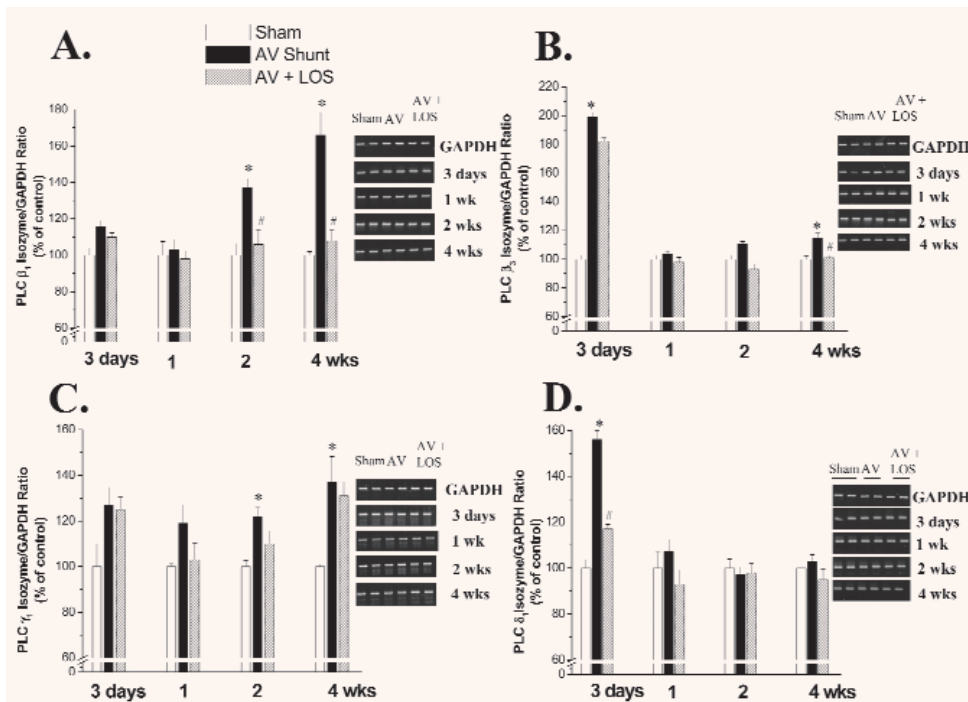 Sham
AV Shunt
AV + LOS
A.
PLC β1 Isozyme/GAPDH Ratio
(% of control)
180
160
140
120
100
80
60
0
*
*
#
#
3 days
1
2
4 wks
AV +
Sham AV LOS
GAPDH
3 days
1 wk
2 wks
4 wks
B.
PLC β3 Isozyme/GAPDH Ratio
(% of control)
220
200
180
160
140
120
100
80
60
0
*
*
#
3 days
1
2
4 wks
AV +
Sham AV LOS
GAPDH
3 days
1 wk
2 wks
4 wks
C.
PLC γ1 Isozyme/GAPDH Ratio
(% of control)
160
140
120
100
80
60
0
*
*
3 days
1
2
4 wks
AV +
Sham AV LOS
GAPDH
3 days
1 wk
2 wks
4 wks
D.
PLC δ1 Isozyme/GAPDH Ratio
(% of control)
160
140
120
100
80
60
0
*
#
3 days
1
2
4 wks
AV +
Sham AV LOS
GAPDH
3 days
1 wk
2 wks
4 wks